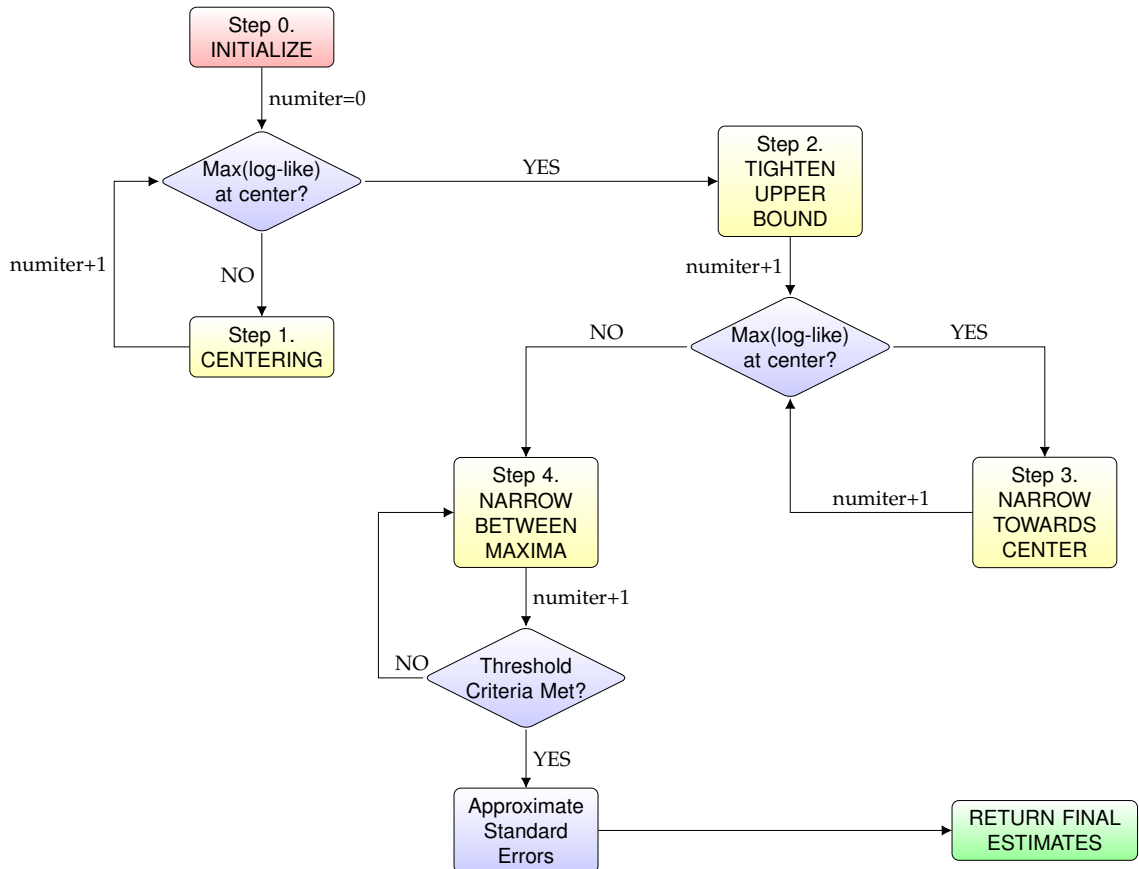 Step 0.
INITIALIZE
numiter=0
Max(log-like)
at center?
YES
Step 2.
TIGHTEN
UPPER
BOUND
numiter+1
NO
numiter+1
Step 1.
CENTERING
NO
Max(log-like)
at center?
YES
Step 4.
NARROW
BETWEEN
MAXIMA
numiter+1
Step 3.
NARROW
TOWARDS
CENTER
numiter+1
NO
Threshold
Criteria Met?
YES
Approximate
Standard
Errors
RETURN FINAL
ESTIMATES